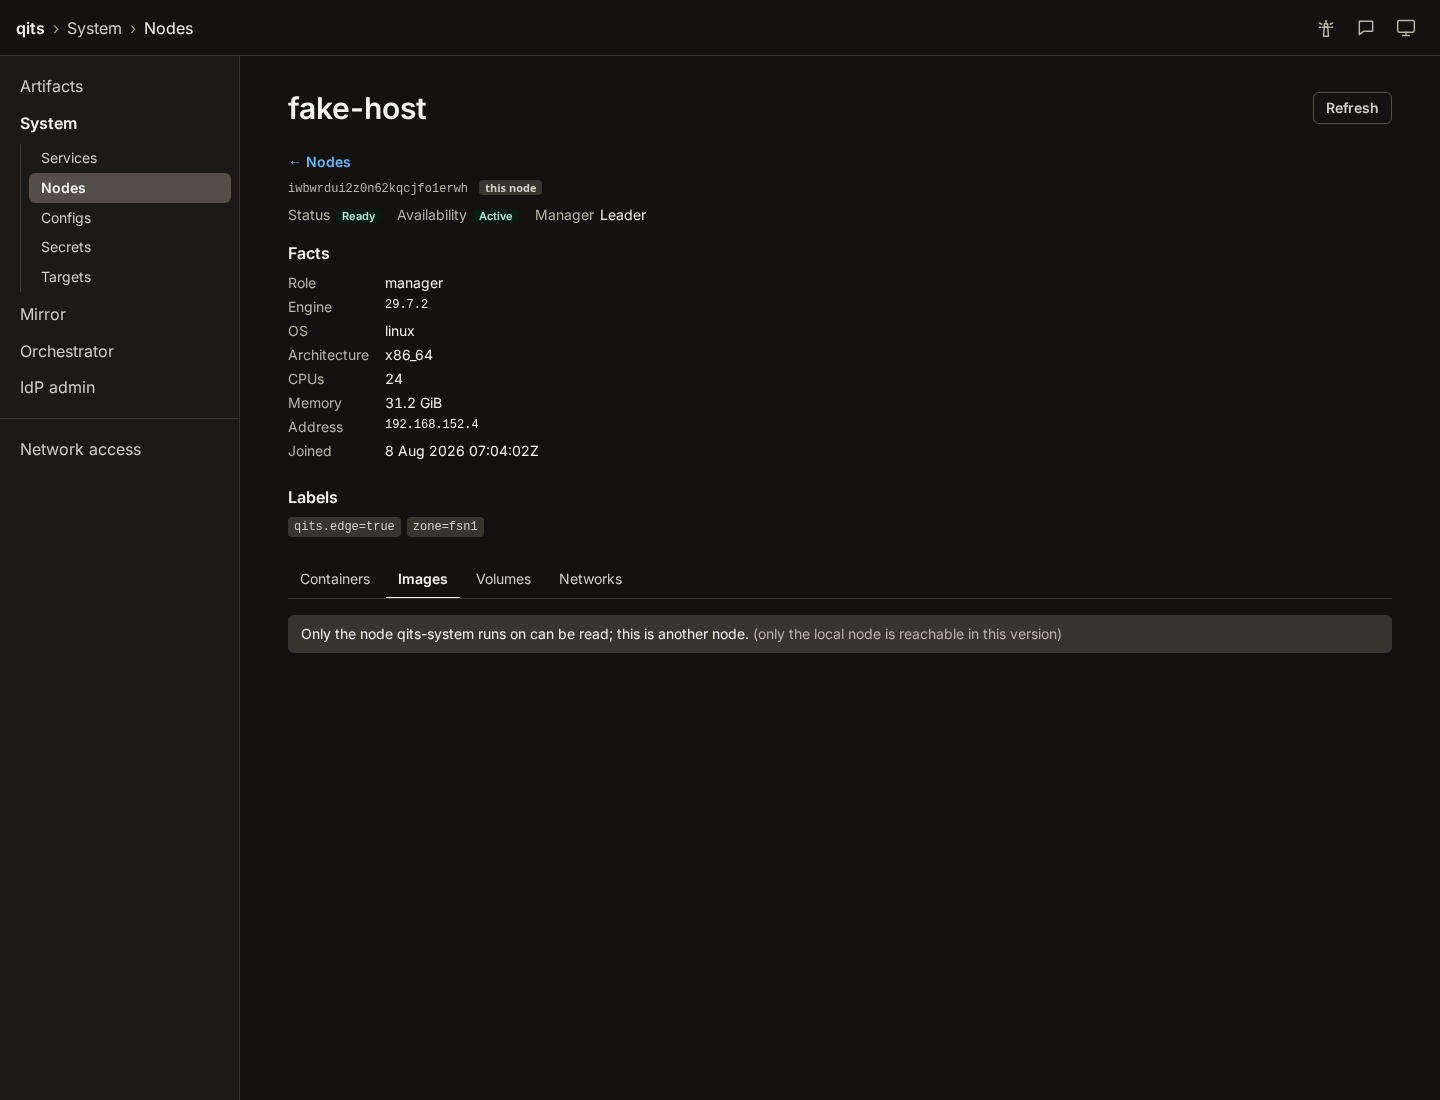 qits › System › Nodes
Artifacts
System
Services
Nodes
Configs
Secrets
Targets
Mirror
Orchestrator
IdP admin
Network access
fake-host
Refresh
← Nodes
iwbwrdui2z0n62kqcjfo1erwh this node
Status Ready Availability Active Manager Leader
Facts
Role manager
Engine 29.7.2
OS linux
Architecture x86_64
CPUs 24
Memory 31.2 GiB
Address 192.168.152.4
Joined 8 Aug 2026 07:04:02Z
Labels
qits.edge=true zone=fsn1
Containers Images Volumes Networks
Only the node qits-system runs on can be read; this is another node. (only the local node is reachable in this version)